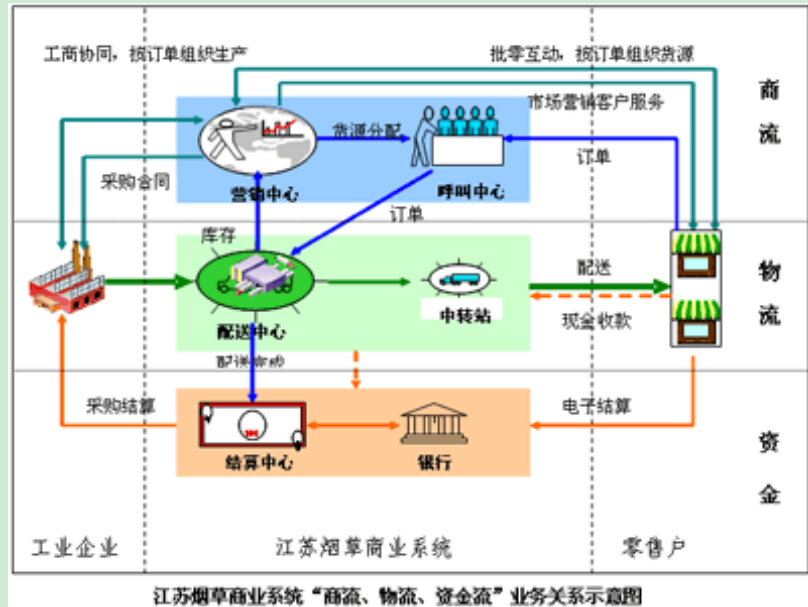 工商协同，按订单组织生产
批零互动，按订单组织货源
市场营销客户服务
商流
货源分配
订单
采购合同
营销中心
呼叫中心
订单
库存
配送
物流
配送中心
中转站
现金收款
配送完成
采购结算
电子结算
结算中心
银行
资金
工业企业
江苏烟草商业系统
零售户
江苏烟草商业系统“商流、物流、资金流”业务关系示意图